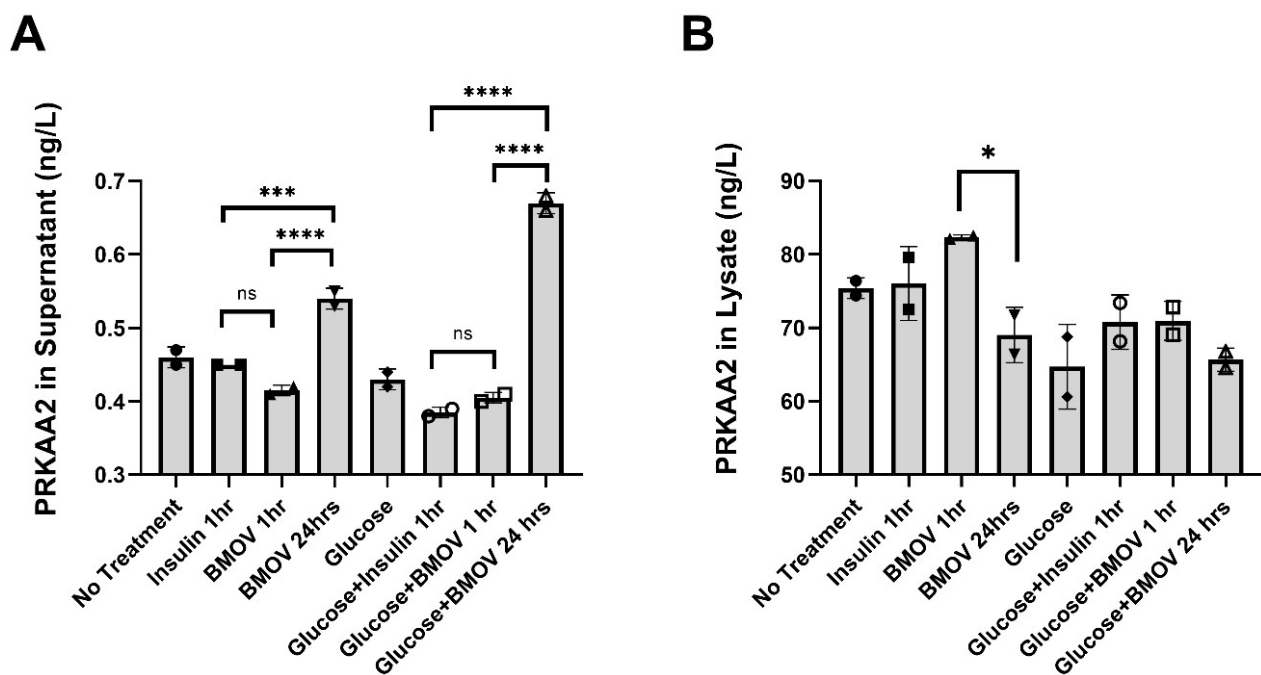 A
PRKAA2 in Supernatant (ng/L)
0.7
0.6
0.5
0.4
0.3
****
****
***
****
ns
ns
No Treatment
Insulin 1hr
BMOV 1hr
BMOV 24hrs
Glucose
Glucose+Insulin 1hr
Glucose+BMOV 1 hr
Glucose+BMOV 24 hrs
B
PRKAA2 in Lysate (ng/L)
90
80
70
60
50
*
No Treatment
Insulin 1hr
BMOV 1hr
BMOV 24hrs
Glucose
Glucose+Insulin 1hr
Glucose+BMOV 1hr
Glucose+BMOV 24 hrs